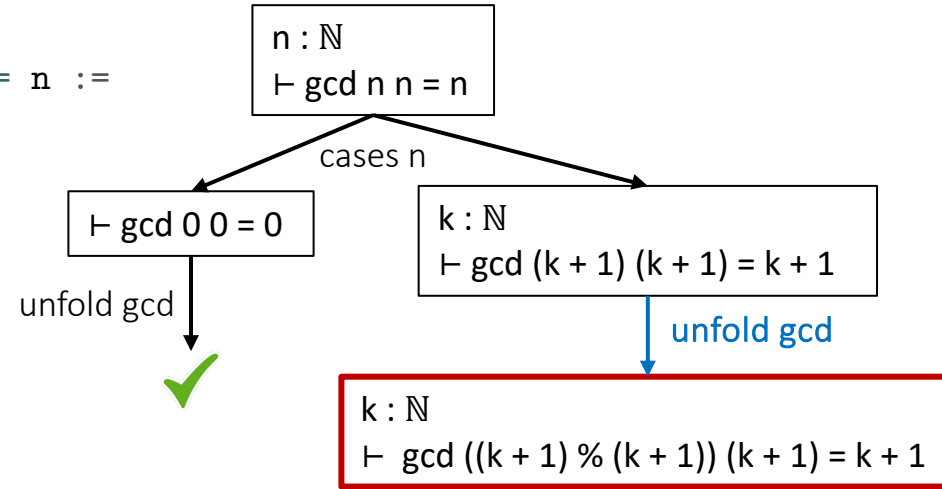 n : ℕ
= n :=
⊢ gcd n n = n
cases n
⊢ gcd 0 0 = 0
k : ℕ
⊢ gcd (k + 1) (k + 1) = k + 1
unfold gcd
unfold gcd
k : ℕ
⊢ gcd ((k + 1) % (k + 1)) (k + 1) = k + 1